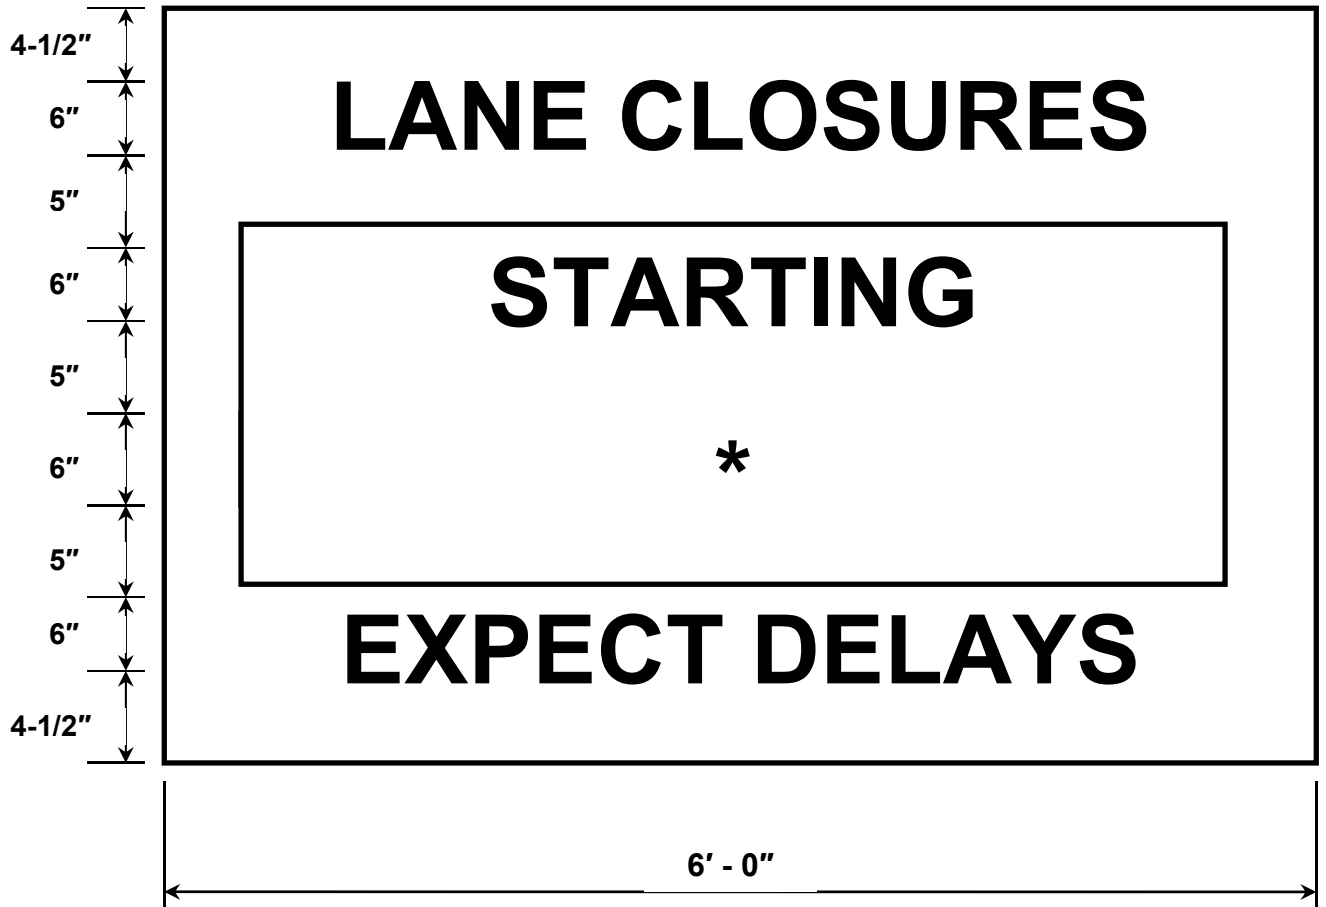 4-1/2″
LANE CLOSURES
6″
5″
STARTING
6″
5″
*
6″
5″
EXPECT DELAYS
6″
4-1/2″
6′ - 0″